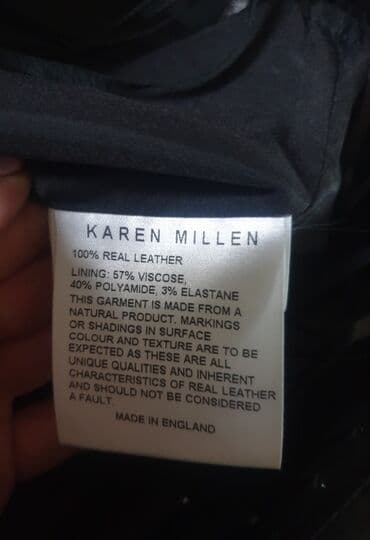 KAREN MILLEN
100% REAL LEATHER
LINING: 57% VISCOSE,
40% POLYAMIDE, 3% ELASTANE
THIS GARMENT IS MADE FROM A
NATURAL PRODUCT. MARKINGS
OR SHADINGS IN SURFACE
COLOUR AND TEXTURE ARE TO BE
EXPECTED AS THESE ARE ALL
UNIQUE QUALITIES AND INHERENT
CHARACTERISTICS OF REAL LEATHER
AND SHOULD NOT BE CONSIDERED
A FAULT.
MADE IN ENGLAND